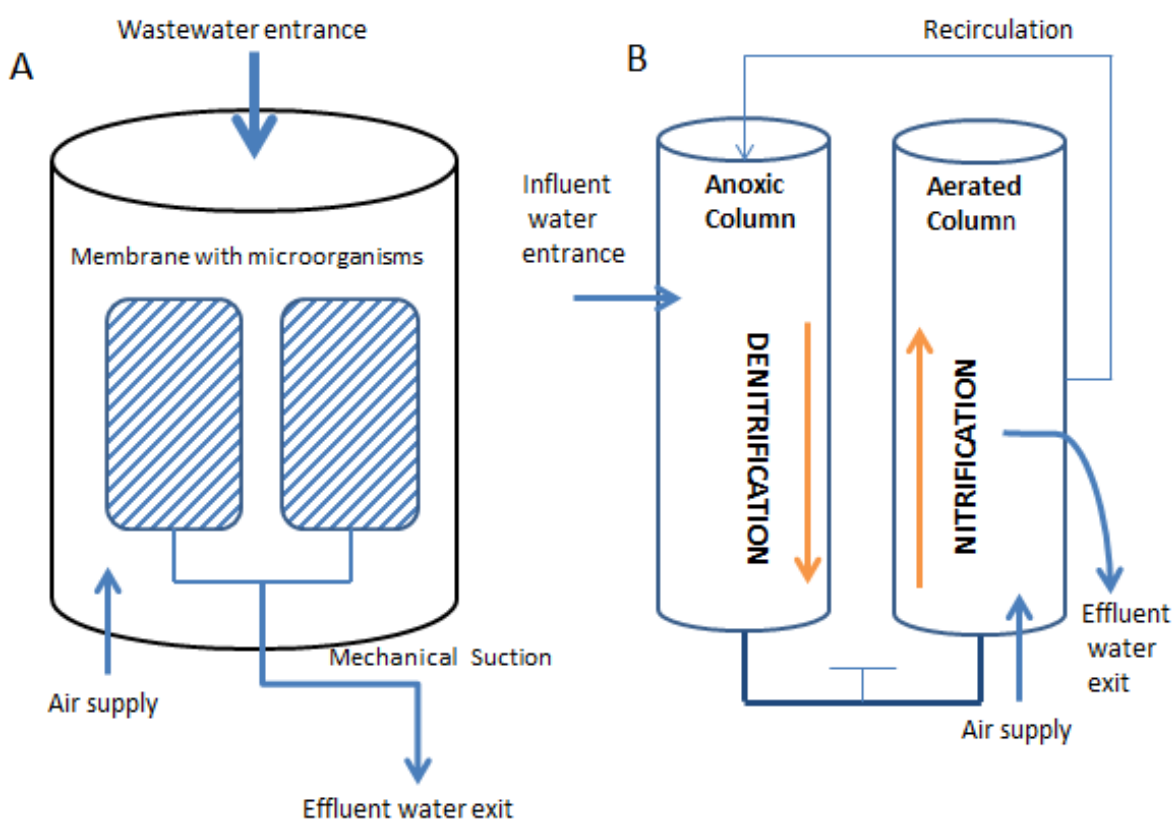 A
Wastewater entrance
Membrane with microorganisms
Air supply
Mechanical Suction
Effluent water exit
B
Recirculation
Influent
water
entrance
Anoxic
Column
Aerated
Column
DENITRIFICATION
NITRIFICATION
Effluent
water
exit
Air supply